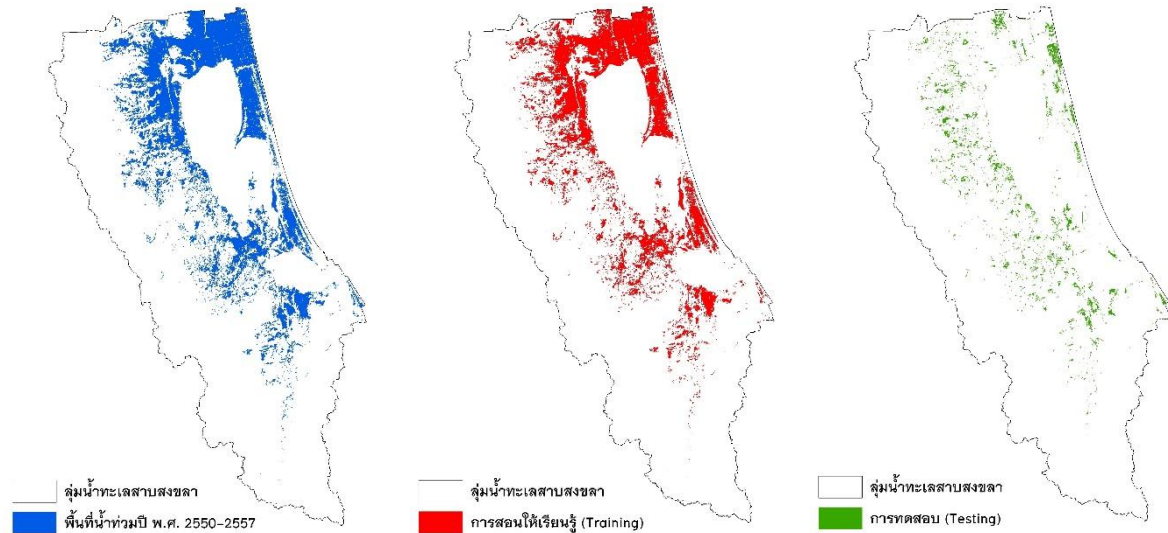 ลุ่มน้ำทะเลสาบสงขลา
พื้นที่น้ำท่วมปี พ.ศ. 2550-2557
ลุ่มน้ำทะเลสาบสงขลา
การสอนให้เรียนรู้ (Training)
ลุ่มน้ำทะเลสาบสงขลา
การทดสอบ (Testing)